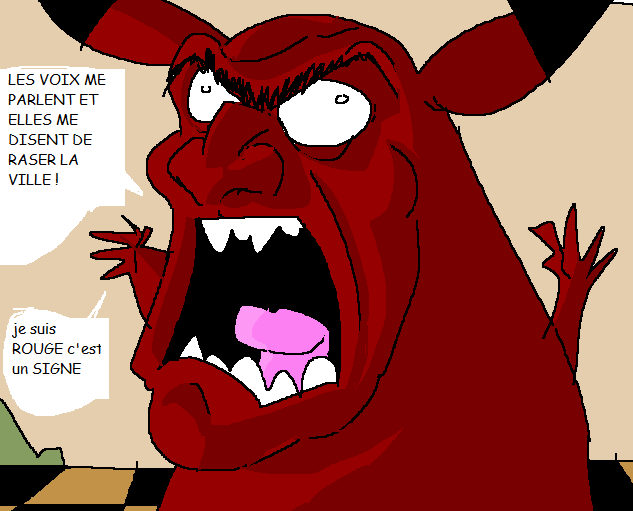 LES VOIX ME
PARLENT ET
ELLES ME
DISENT DE
RASER LA
VILLE !
je suis
ROUGE c'est
un SIGNE